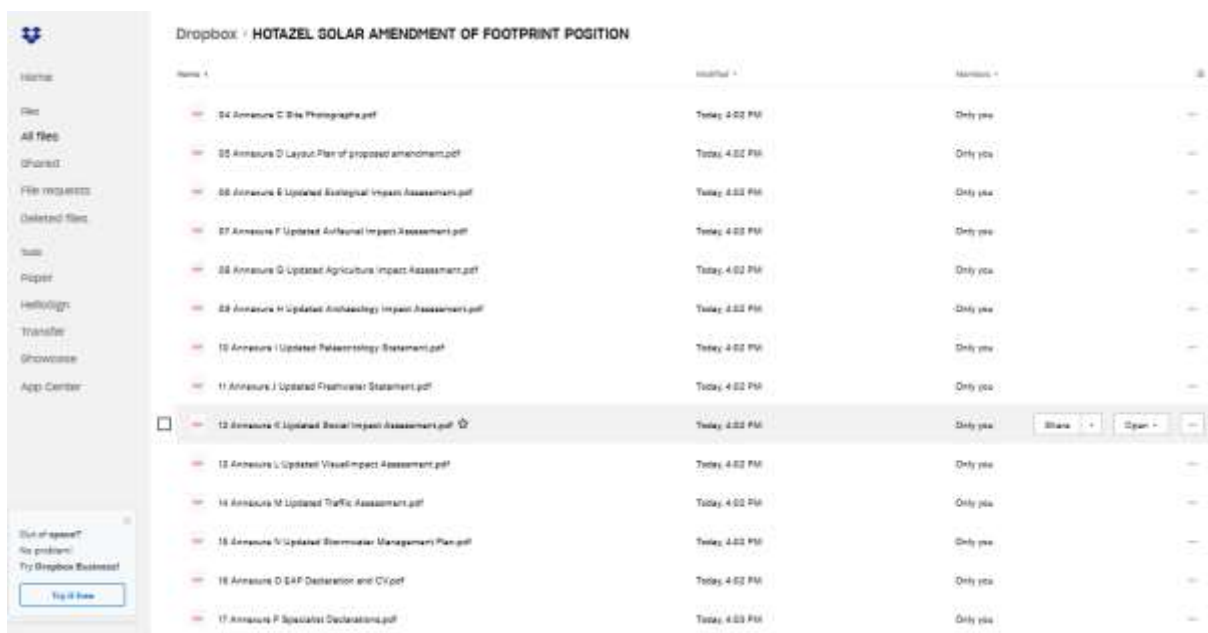 Dropbox › HOTAZEL SOLAR AMENDMENT OF FOOTPRINT POSITION
Home
Files
All files
Shared
File requests
Deleted files
Tools
Paper
HelloSign
Transfer
Showcase
App Center
Out of space?
No problem!
Try Dropbox Business!
Try it free
Name Modified Members
04 Annexure C Site Photographs.pdf Today, 4:02 PM Only you
05 Annexure D Layout Plan of proposed amendment.pdf Today, 4:02 PM Only you
06 Annexure E Updated Ecological Impact Assessment.pdf Today, 4:02 PM Only you
07 Annexure F Updated Avifaunal Impact Assessment.pdf Today, 4:02 PM Only you
08 Annexure G Updated Agriculture Impact Assessment.pdf Today, 4:02 PM Only you
09 Annexure H Updated Archaeology Impact Assessment.pdf Today, 4:02 PM Only you
10 Annexure I Updated Palaeontology Statement.pdf Today, 4:02 PM Only you
11 Annexure J Updated Freshwater Statement.pdf Today, 4:02 PM Only you
12 Annexure K Updated Social Impact Assessment.pdf Today, 4:02 PM Only you Share Open
13 Annexure L Updated VisualImpact Assessment.pdf Today, 4:02 PM Only you
14 Annexure M Updated Traffic Assessment.pdf Today, 4:02 PM Only you
15 Annexure N Updated Stormwater Management Plan.pdf Today, 4:02 PM Only you
16 Annexure O EAP Declaration and CV.pdf Today, 4:02 PM Only you
17 Annexure P Specialist Declarations.pdf Today, 4:03 PM Only you